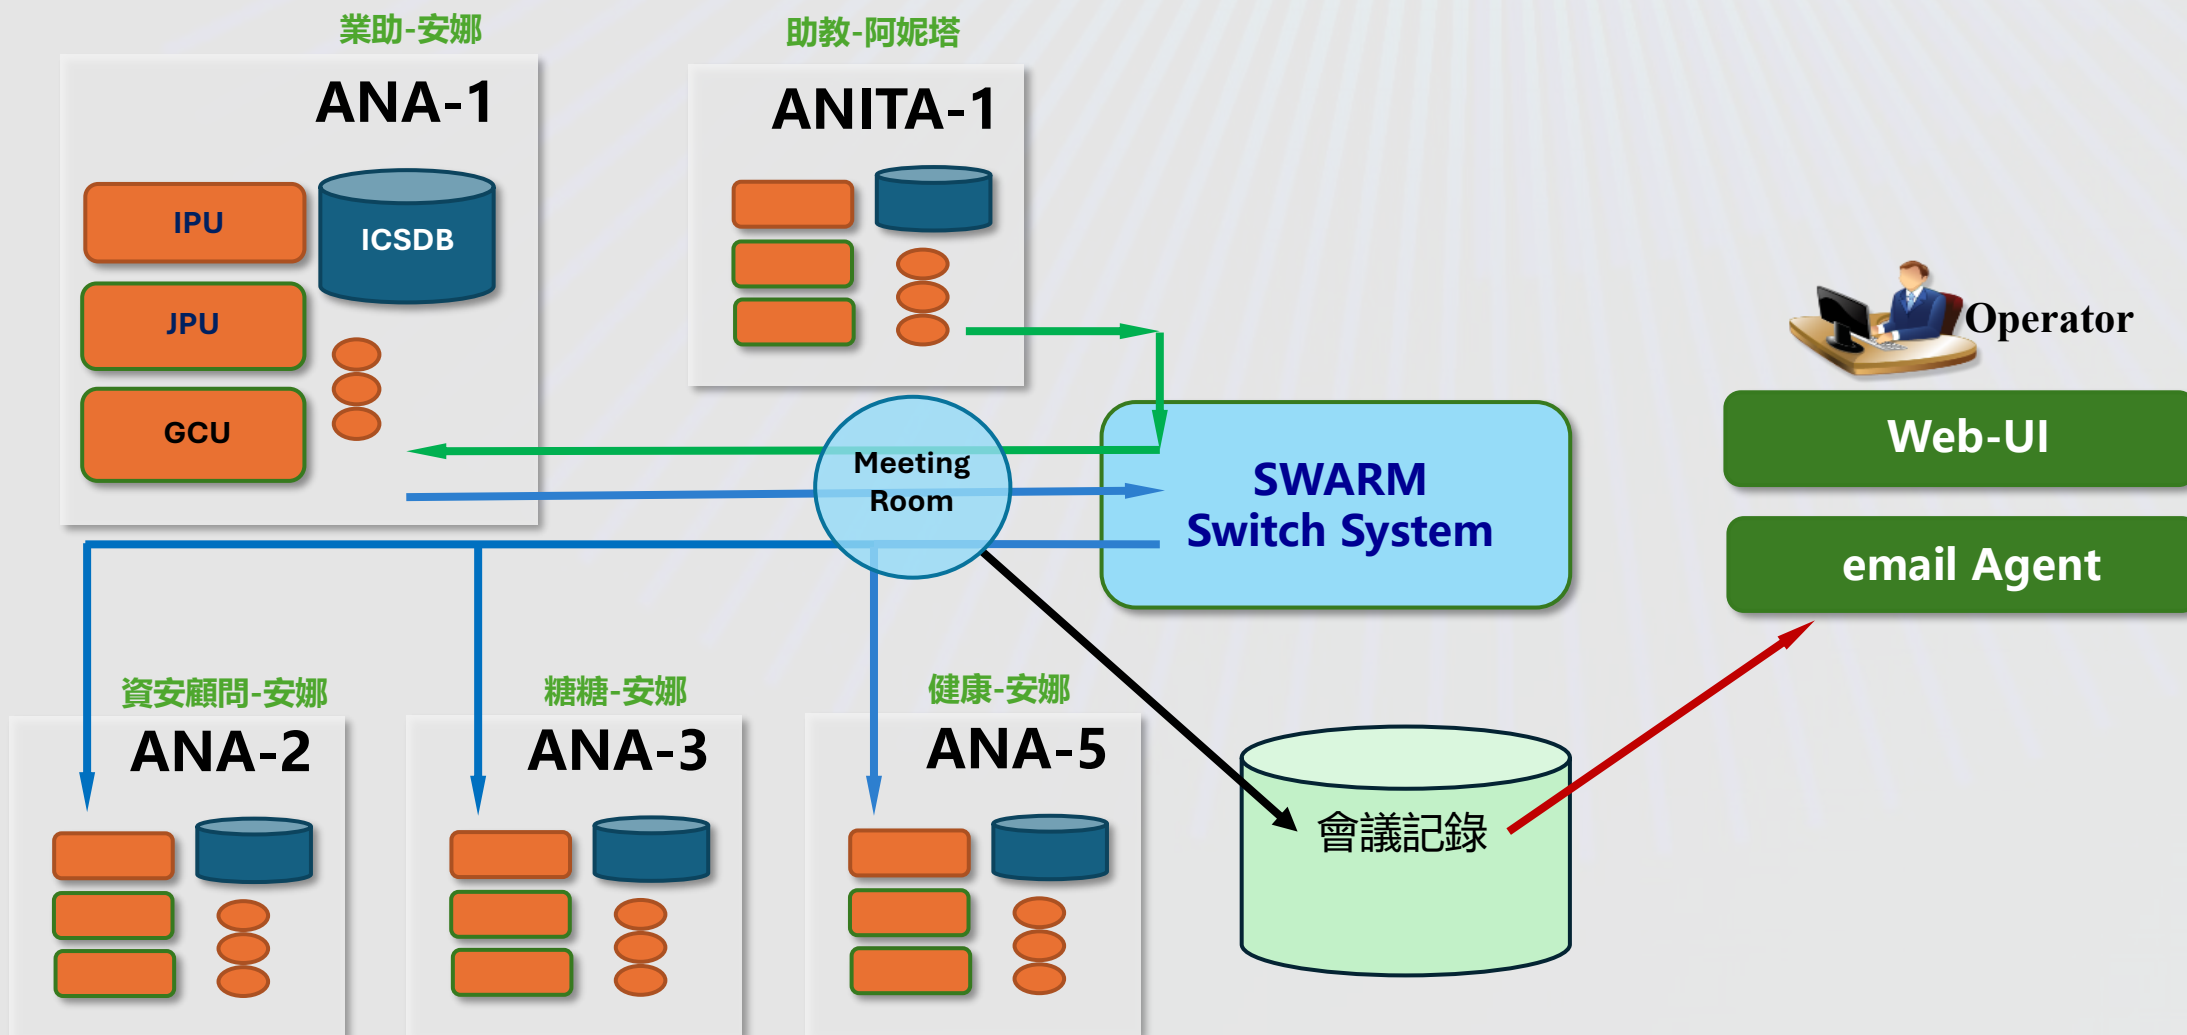 業助-安娜
ANA-1
IPU
ICSDB
JPU
GCU
助教-阿妮塔
ANITA-1
Meeting
Room
SWARM
Switch System
Operator
Web-UI
email Agent
資安顧問-安娜
ANA-2
糖糖-安娜
ANA-3
健康-安娜
ANA-5
會議記錄